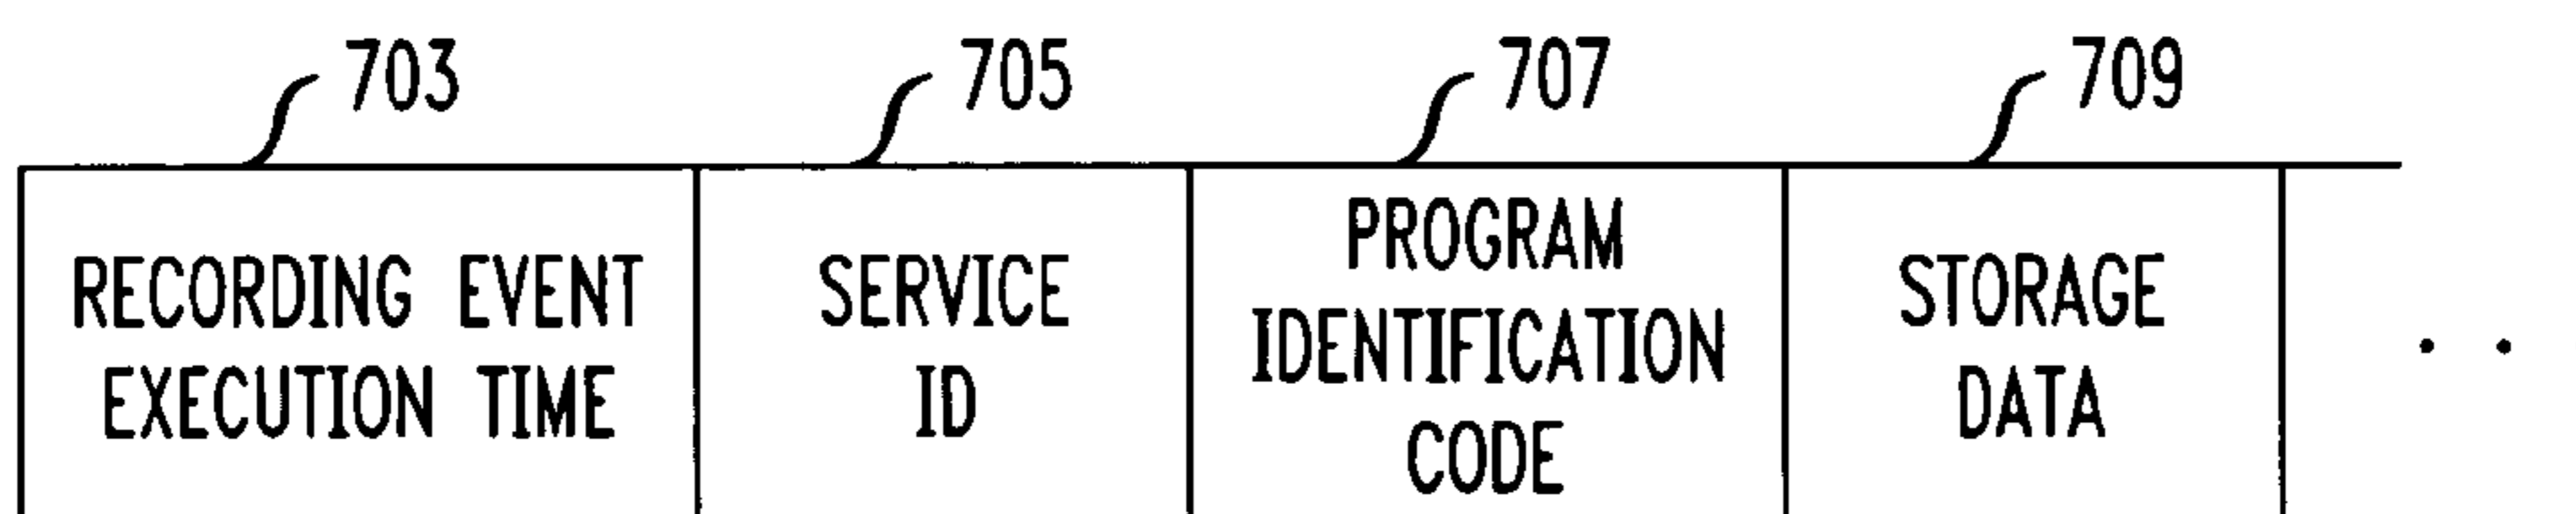 703 705 707 709
RECORDING EVENT
EXECUTION TIME
SERVICE
ID
PROGRAM
IDENTIFICATION
CODE
STORAGE
DATA
. .